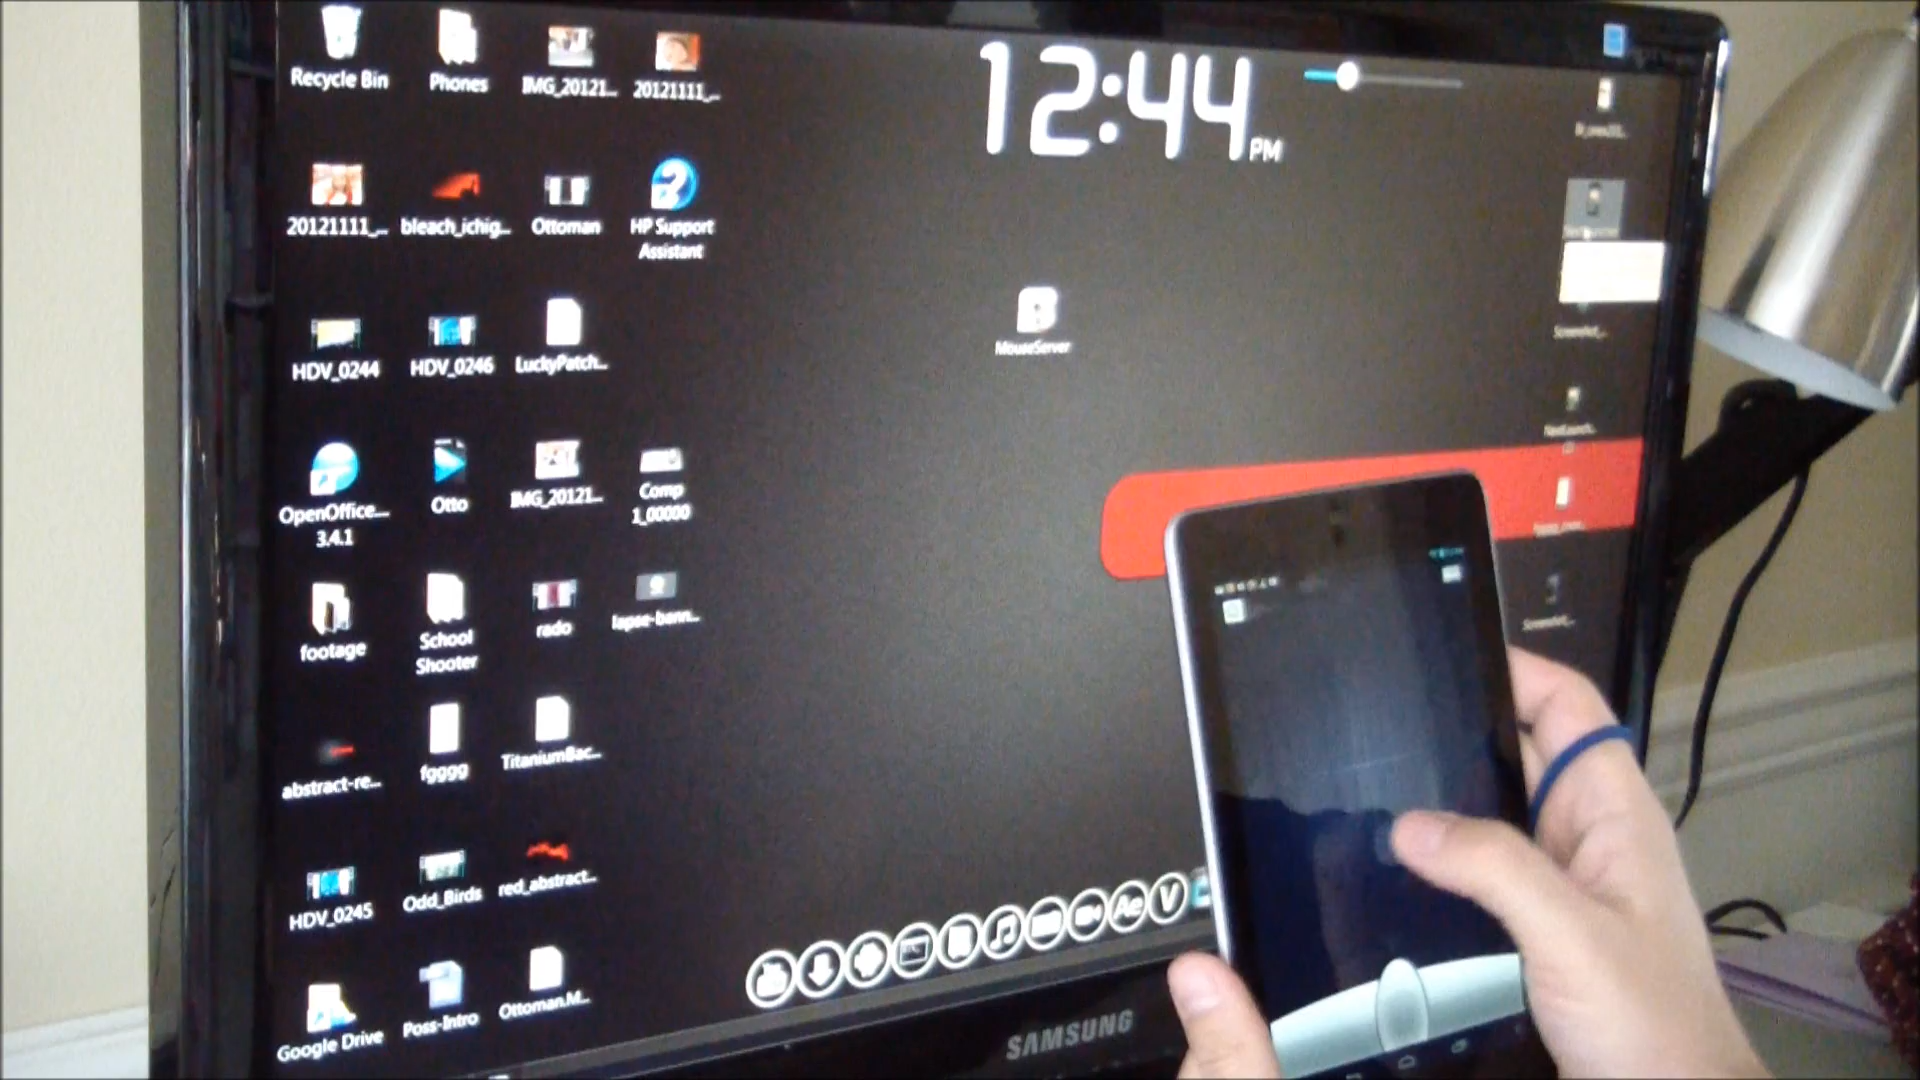 12:44
PM
Recycle Bin
Phones
IMG_20121...
20121111_...
20121111_...
bleach_ichig...
Ottoman
HP Support
Assistant
HDV_0244
HDV_0246
LuckyPatch...
MouseServer
OpenOffice....
3.4.1
Otto
IMG_20121...
Comp
1_00000
footage
School
Shooter
rado
lapse-bann...
abstract-re...
fgggg
TitaniumBac...
HDV_0245
Odd_Birds
red_abstract...
Google Drive
Poss-Intro
Ottoman.M...
Ae
V
SAMSUNG